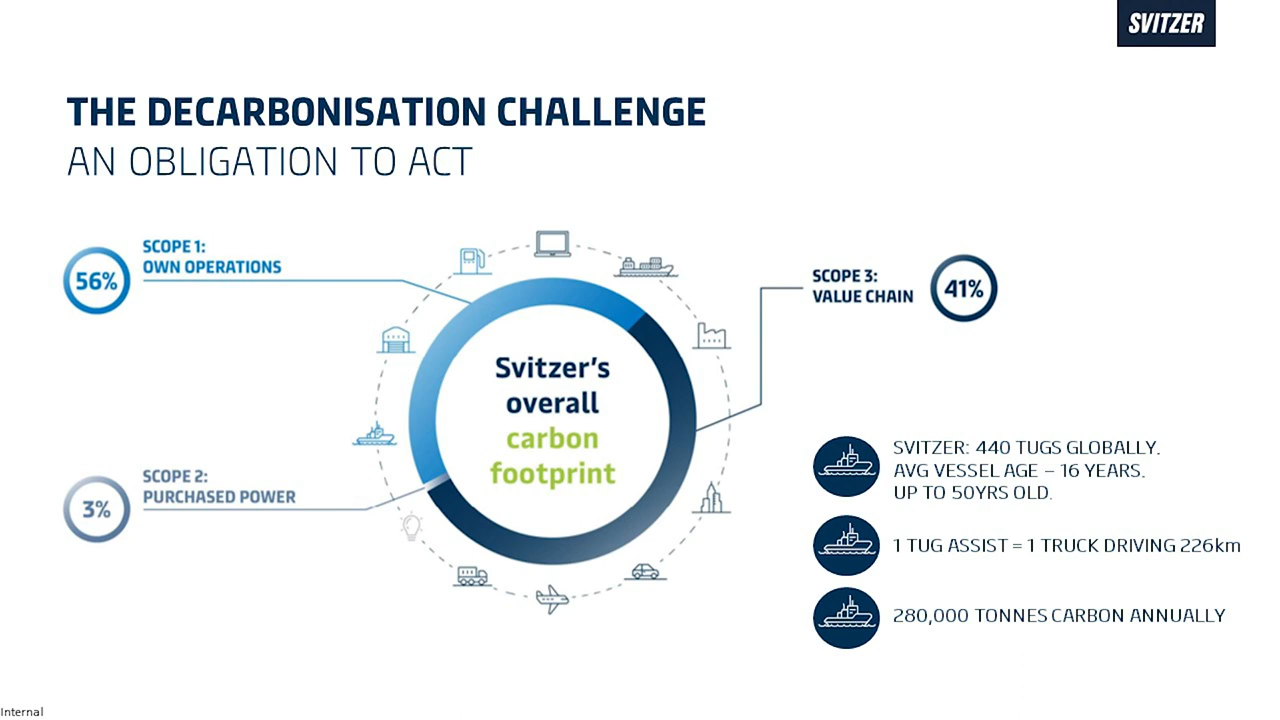 SVITZER
THE DECARBONISATION CHALLENGE
AN OBLIGATION TO ACT
SCOPE 1:
OWN OPERATIONS
56%
SCOPE 2:
PURCHASED POWER
3%
Svitzer's
overall
carbon
footprint
SCOPE 3:
VALUE CHAIN
41%
SVITZER: 440 TUGS GLOBALLY.
AVG VESSEL AGE – 16 YEARS.
UP TO 50YRS OLD.
1 TUG ASSIST = 1 TRUCK DRIVING 226km
280,000 TONNES CARBON ANNUALLY
Internal